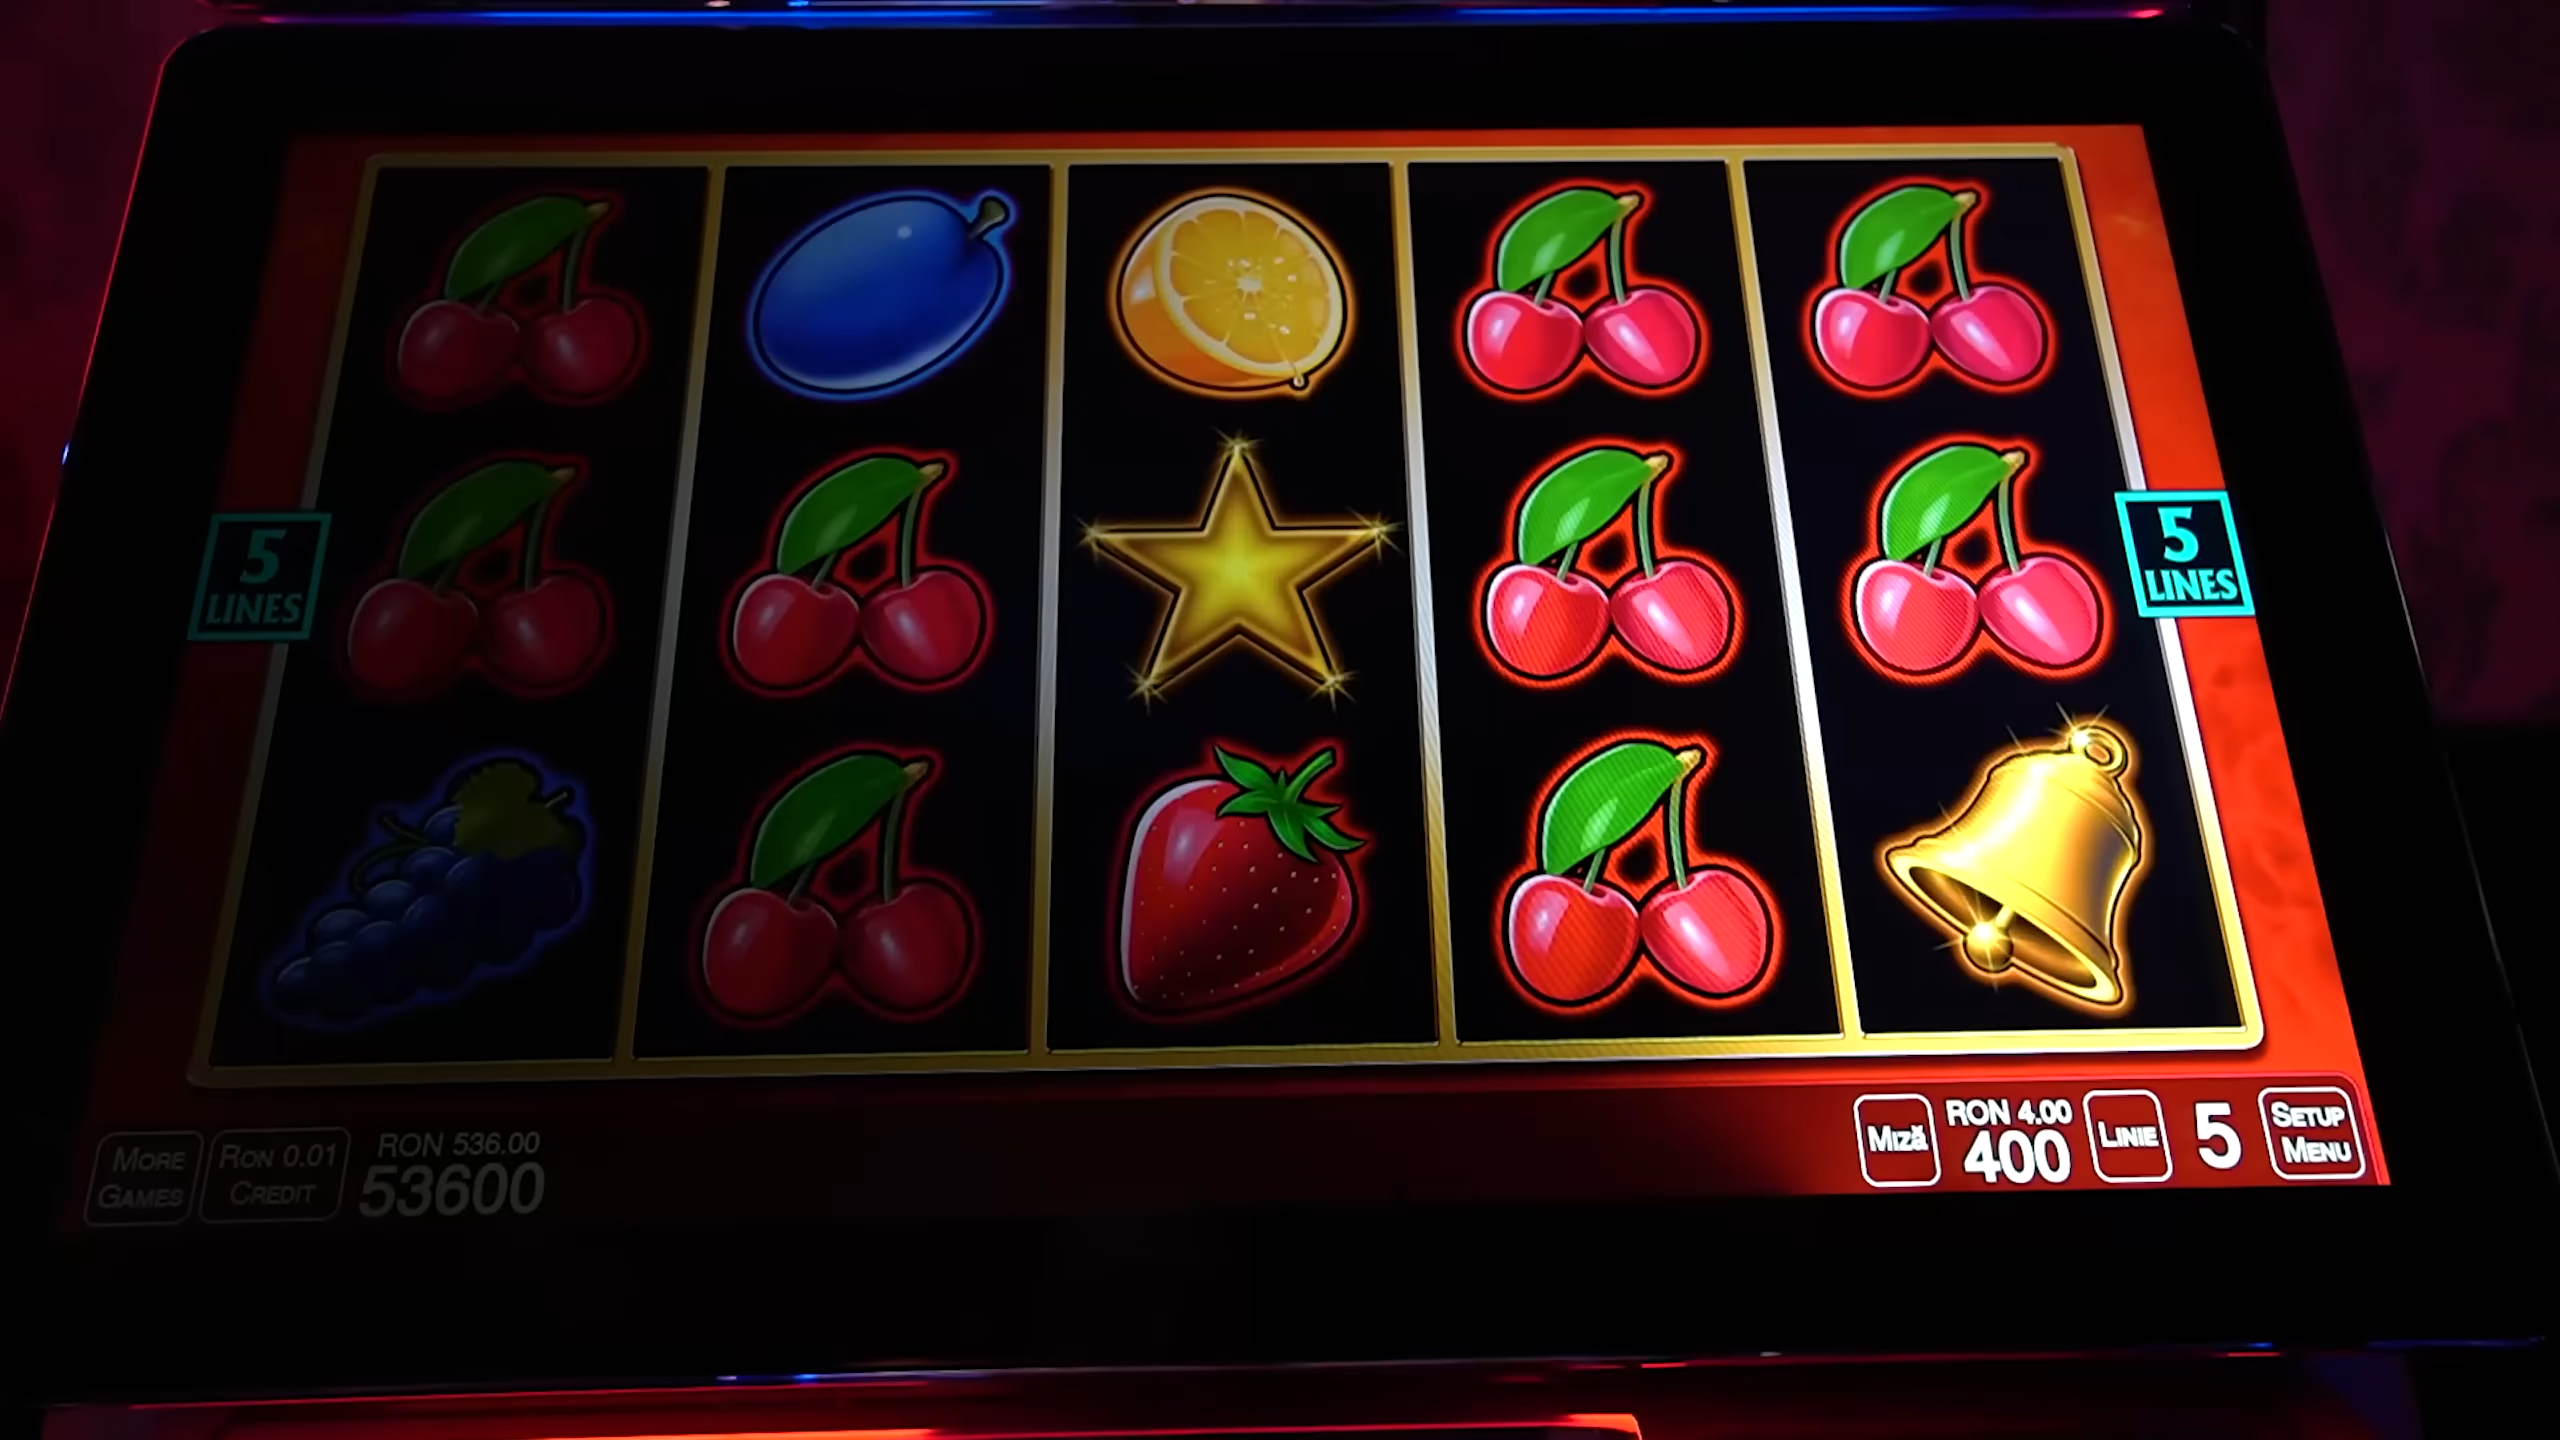 5
LINES
5
LINES
MORE
GAMES
RON 0.01
CREDIT
RON 536.00
53600
Miză
RON 4.00
400
LINIE
5
SETUP
MENU